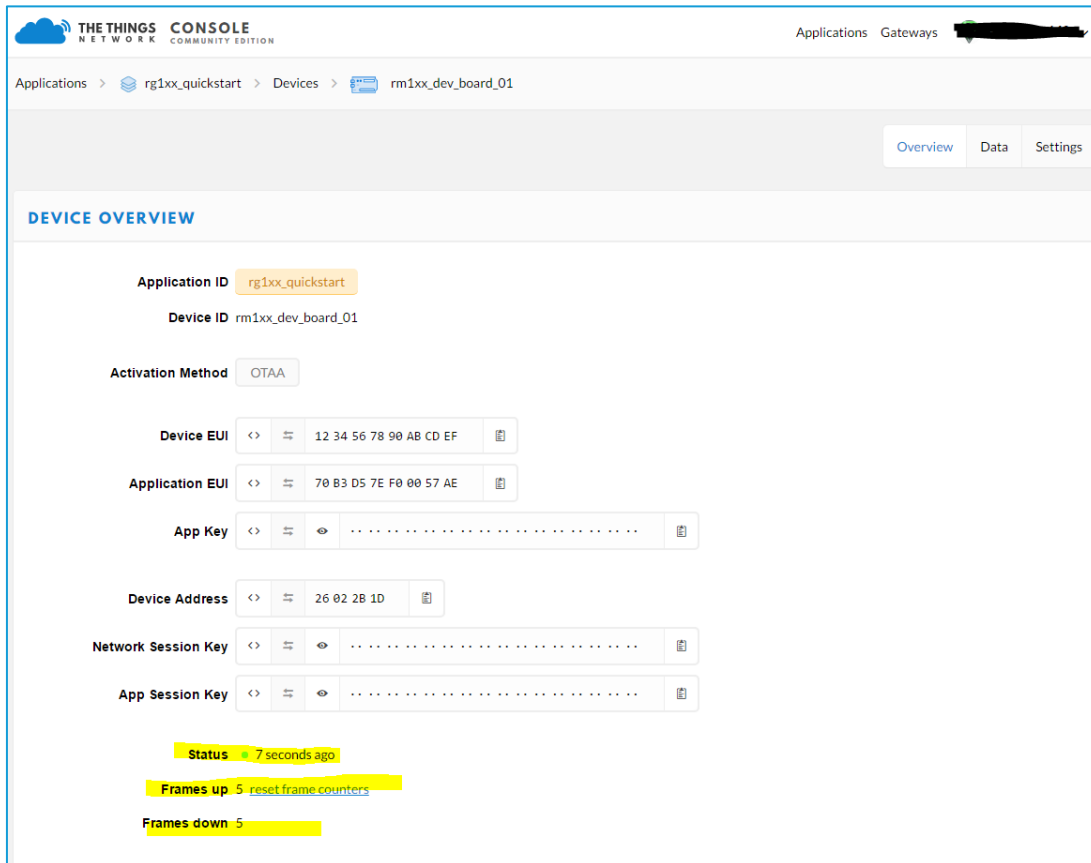 THE THINGS NETWORK CONSOLE COMMUNITY EDITION
Applications Gateways
Applications > rg1xx_quickstart > Devices > rm1xx_dev_board_01
Overview Data Settings
DEVICE OVERVIEW
Application ID rg1xx_quickstart
Device ID rm1xx_dev_board_01
Activation Method OTAA
Device EUI <> 12 34 56 78 90 AB CD EF
Application EUI <> 70 B3 D5 7E F0 00 57 AE
App Key <> .. .. .. .. .. .. .. .. .. .. .. .. .. .. .. ..
Device Address <> 26 02 2B 1D
Network Session Key <> .. .. .. .. .. .. .. .. .. .. .. .. .. .. .. ..
App Session Key <> .. .. .. .. .. .. .. .. .. .. .. .. .. .. .. ..
Status 7 seconds ago
Frames up 5 reset frame counters
Frames down 5